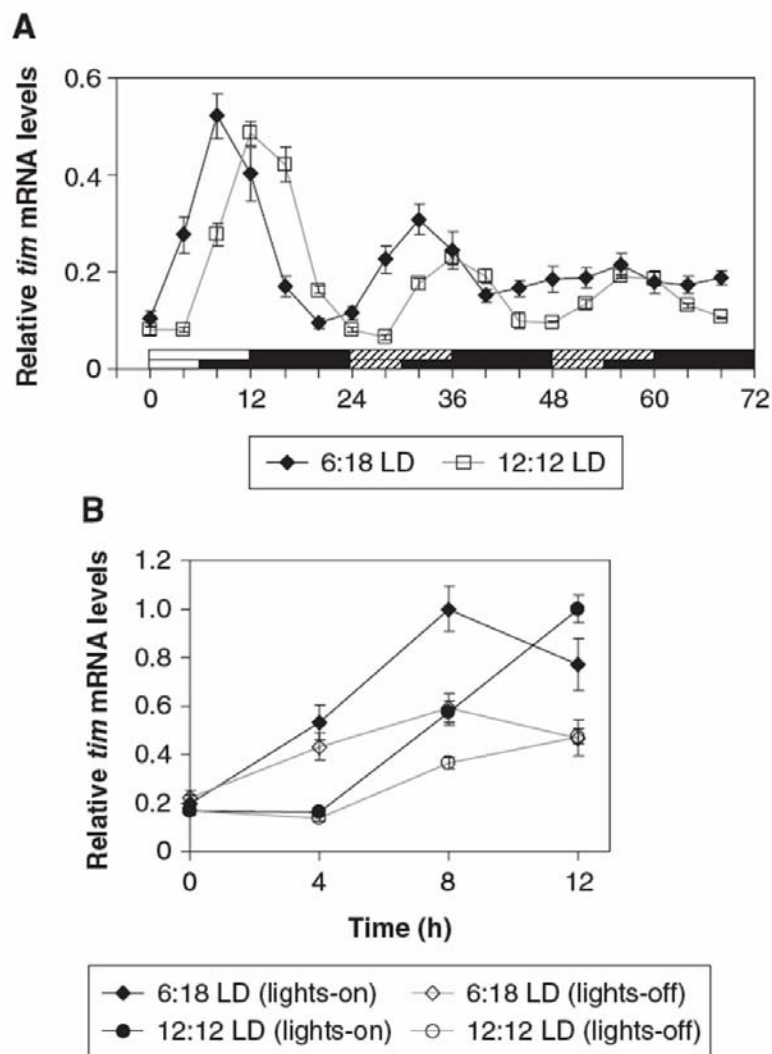 A
Relative tim mRNA levels
0.6
0.4
0.2
0
0 12 24 36 48 60 72
6:18 LD 12:12 LD
B
Relative tim mRNA levels
1.2
1.0
0.8
0.6
0.4
0.2
0
0 4 8 12
Time (h)
6:18 LD (lights-on) 6:18 LD (lights-off)
12:12 LD (lights-on) 12:12 LD (lights-off)